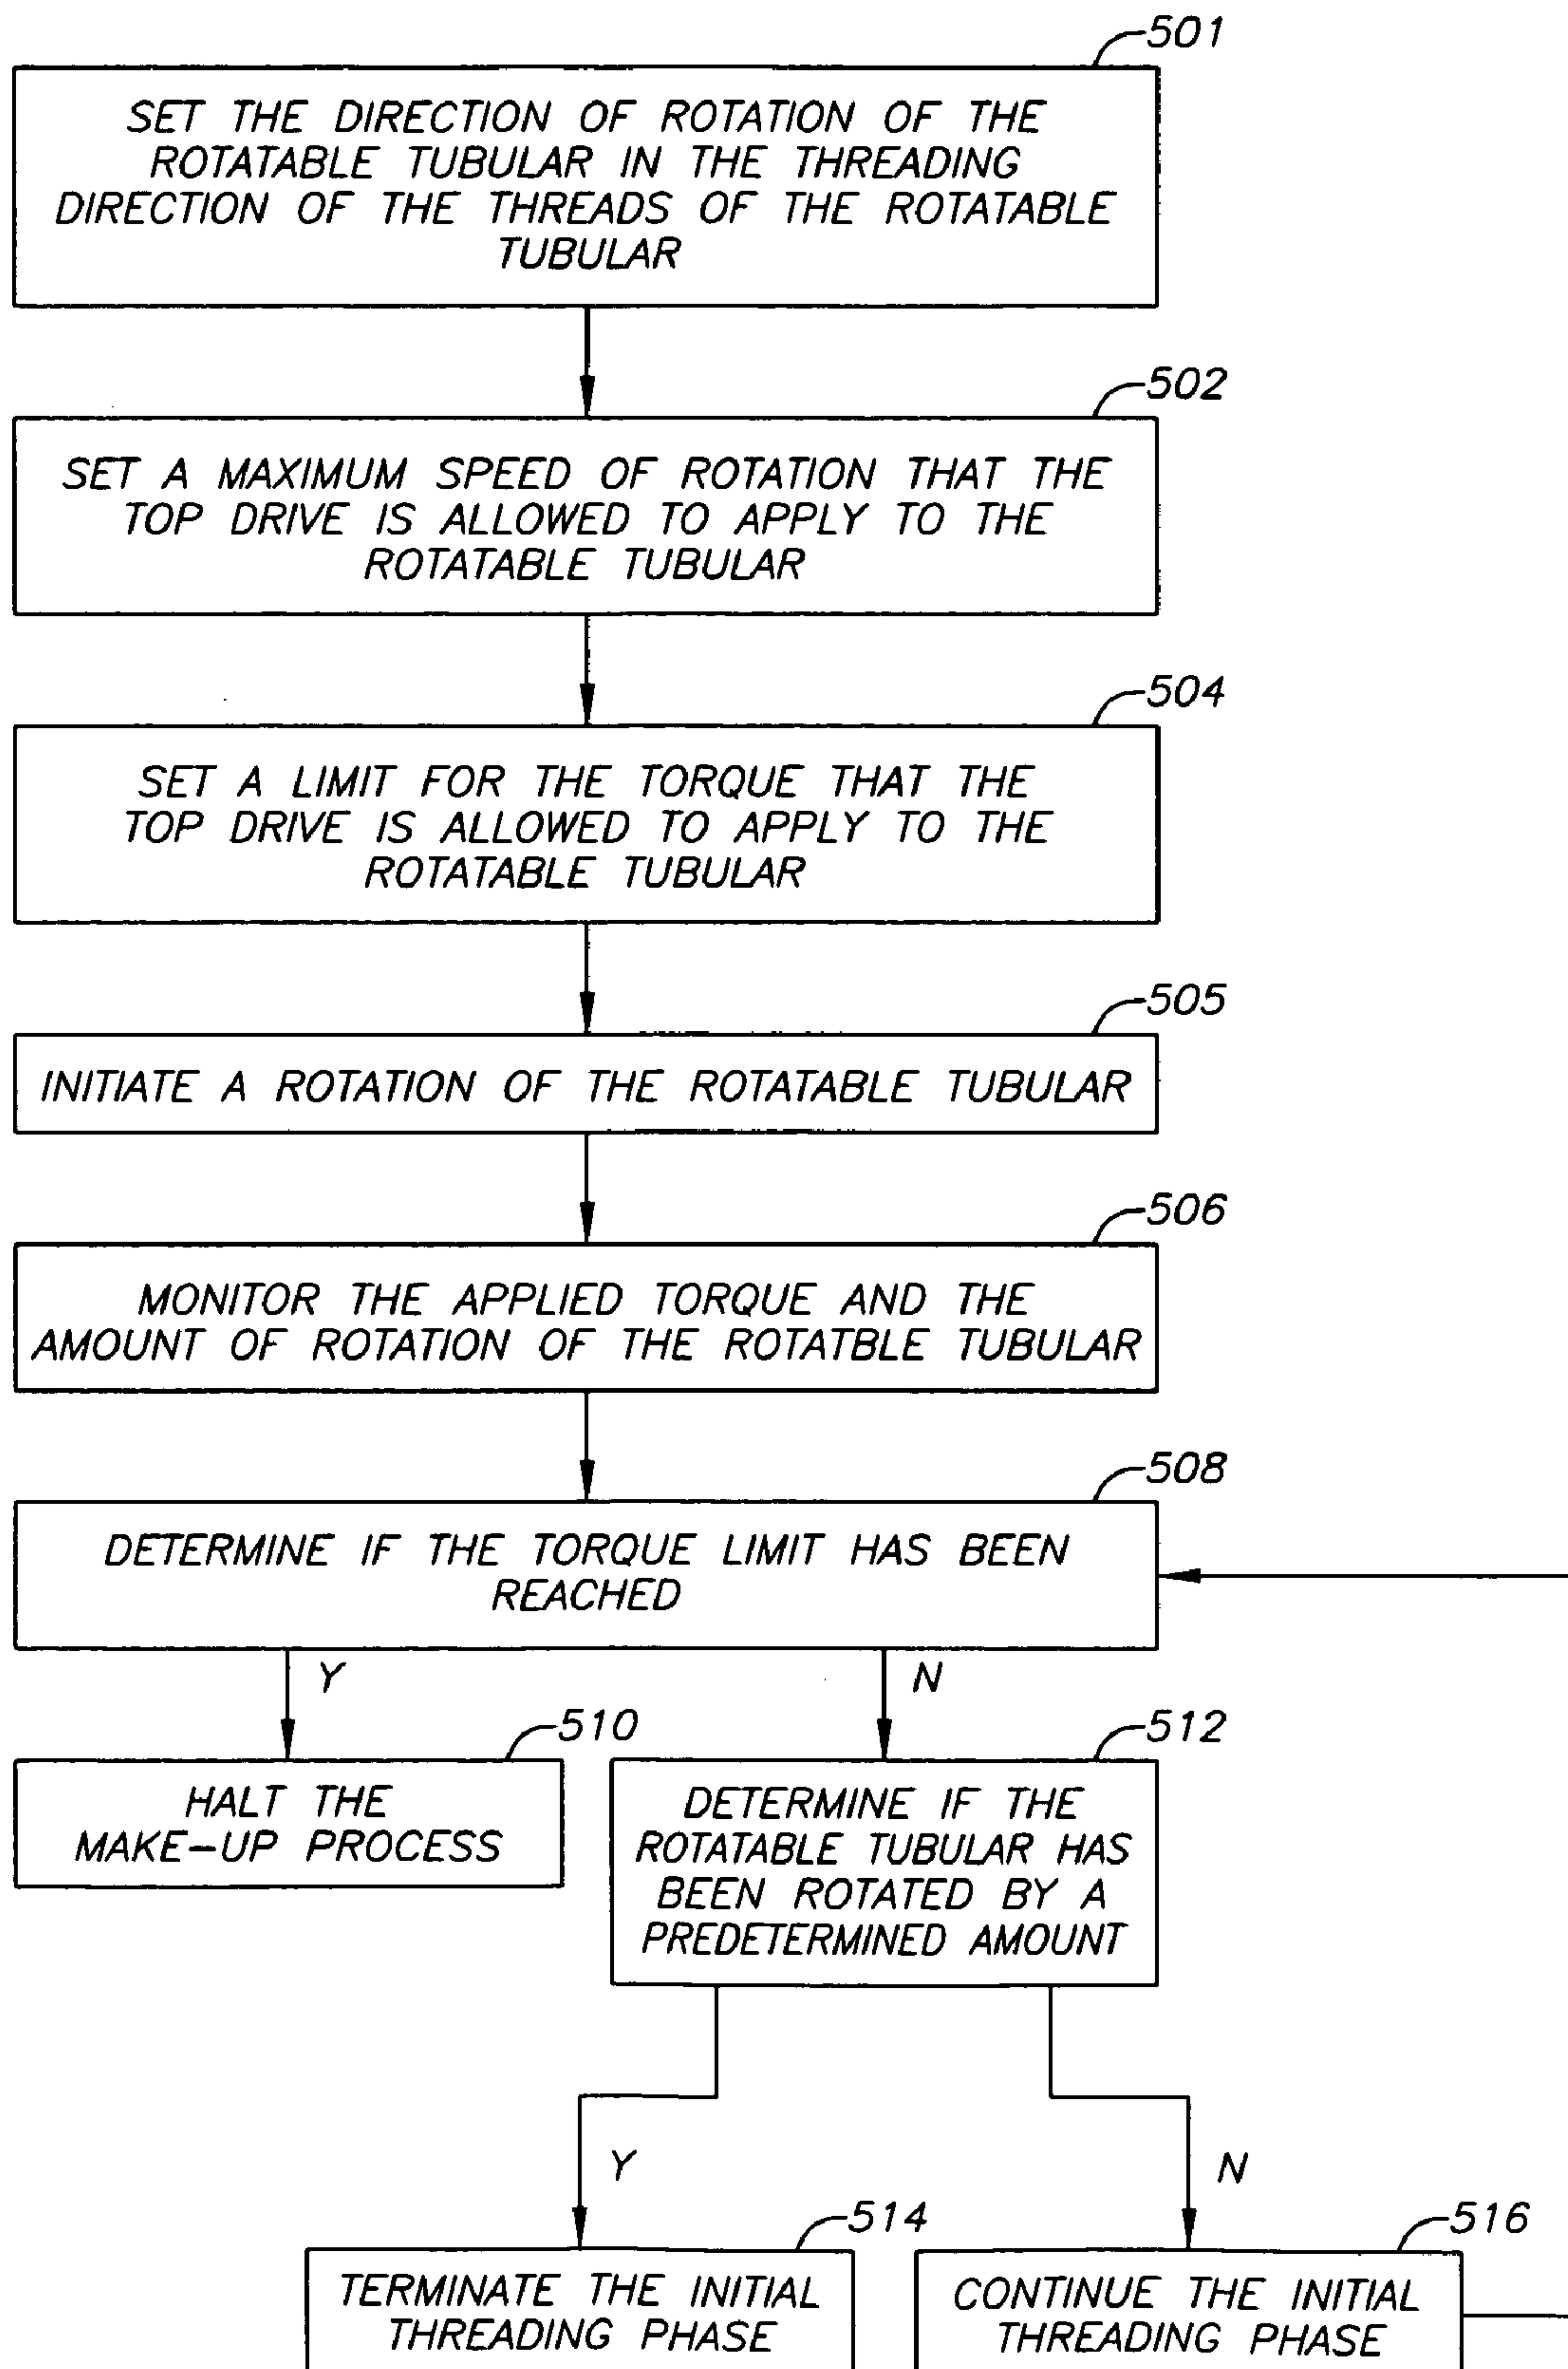 501
SET THE DIRECTION OF ROTATION OF THE
ROTATABLE TUBULAR IN THE THREADING
DIRECTION OF THE THREADS OF THE ROTATABLE
TUBULAR
502
SET A MAXIMUM SPEED OF ROTATION THAT THE
TOP DRIVE IS ALLOWED TO APPLY TO THE
ROTATABLE TUBULAR
504
SET A LIMIT FOR THE TORQUE THAT THE
TOP DRIVE IS ALLOWED TO APPLY TO THE
ROTATABLE TUBULAR
505
INITIATE A ROTATION OF THE ROTATABLE TUBULAR
506
MONITOR THE APPLIED TORQUE AND THE
AMOUNT OF ROTATION OF THE ROTATBLE TUBULAR
508
DETERMINE IF THE TORQUE LIMIT HAS BEEN
REACHED
Y
N
510
HALT THE
MAKE-UP PROCESS
512
DETERMINE IF THE
ROTATABLE TUBULAR HAS
BEEN ROTATED BY A
PREDETERMINED AMOUNT
Y
N
514
TERMINATE THE INITIAL
THREADING PHASE
516
CONTINUE THE INITIAL
THREADING PHASE